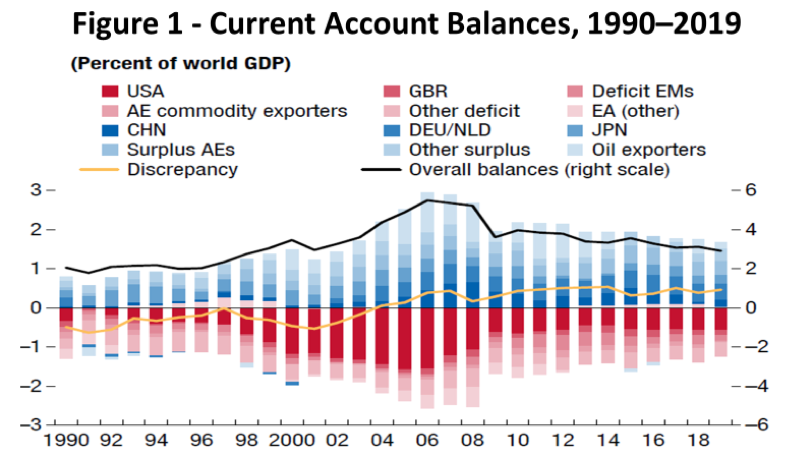 Figure 1 - Current Account Balances, 1990–2019
(Percent of world GDP)
USA GBR Deficit EMs
AE commodity exporters Other deficit EA (other)
CHN DEU/NLD JPN
Surplus AEs Other surplus Oil exporters
Discrepancy Overall balances (right scale)
3 6
2 4
1 2
0 0
–1 –2
–2 –4
–3 –6
1990 92 94 96 98 2000 02 04 06 08 10 12 14 16 18